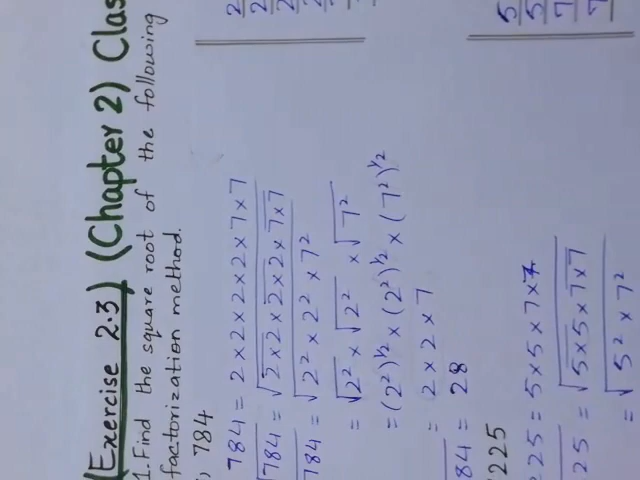 (Exercise 2.3) (Chapter 2) Clas
1. Find the square root of the following
factorization method.
, 784
784 = 2×2×2×2×7×7
√784 = √2×2×2×2×7×7
784 = √2² × 2² × 7²
= √2² × √2² × √7²
= (2²)^½ × (2²)^½ × (7²)^½
= 2 × 2 × 7
84 = 28
225
225 = 5×5×7×7
25 = √5×5×7×7
= √5² × 7²